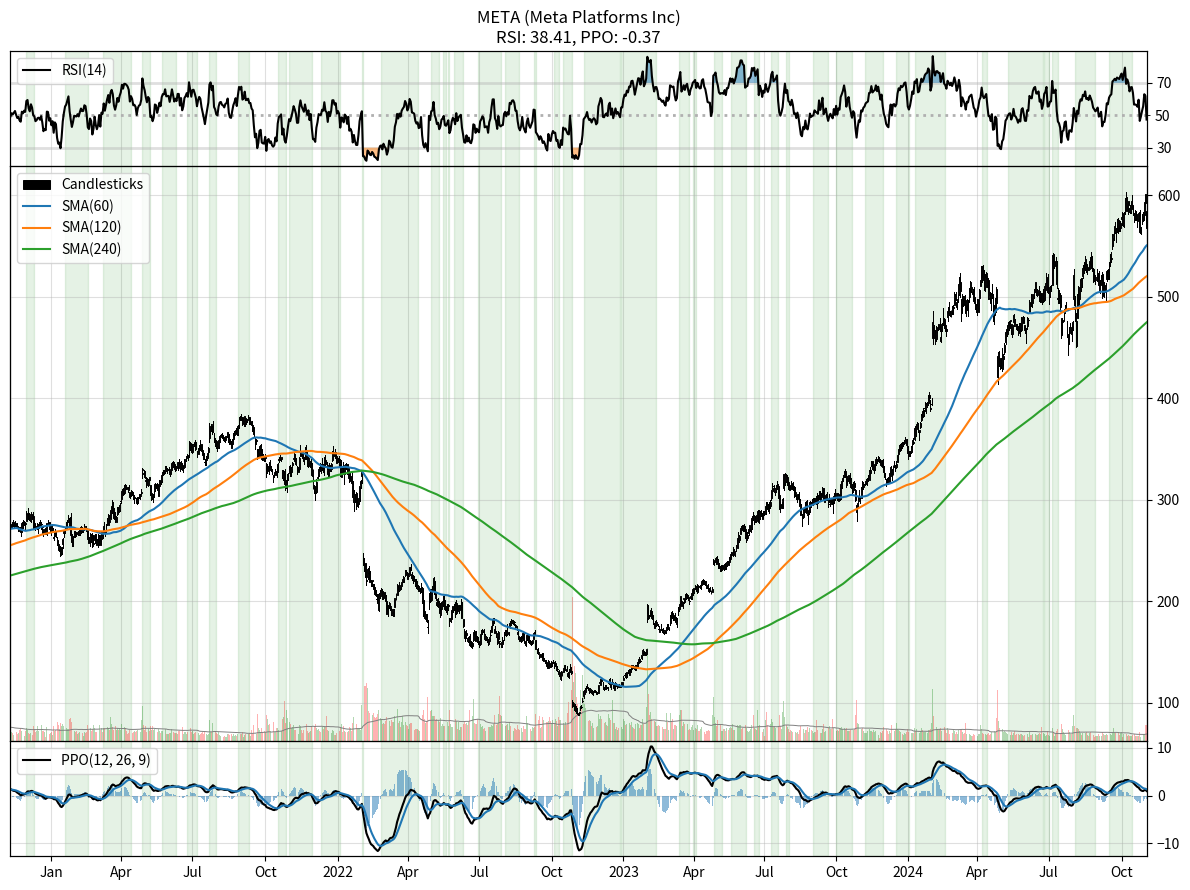 META (Meta Platforms Inc)
RSI: 38.41, PPO: -0.37
RSI(14)
70
50
30
Candlesticks
SMA(60)
SMA(120)
SMA(240)
600
500
400
300
200
100
PPO(12, 26, 9)
10
0
−10
Jan Apr Jul Oct 2022 Apr Jul Oct 2023 Apr Jul Oct 2024 Apr Jul Oct